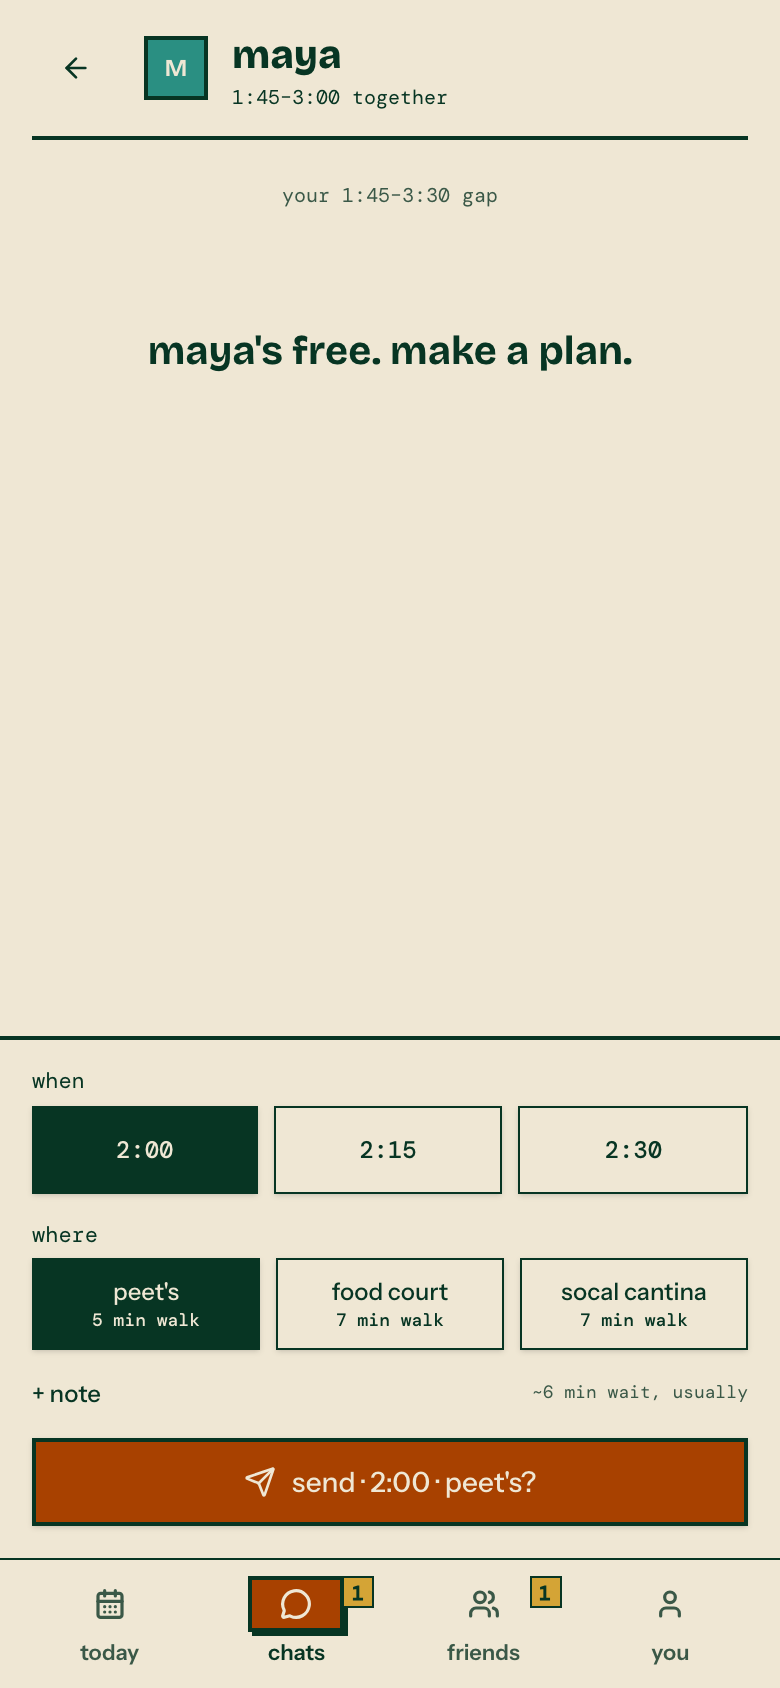 M
maya
1:45–3:00 together
your 1:45–3:30 gap
maya's free. make a plan.
when
2:00
2:15
2:30
where
peet's
5 min walk
food court
7 min walk
socal cantina
7 min walk
+ note
~6 min wait, usually
send · 2:00 · peet's?
1
1
today
chats
friends
you